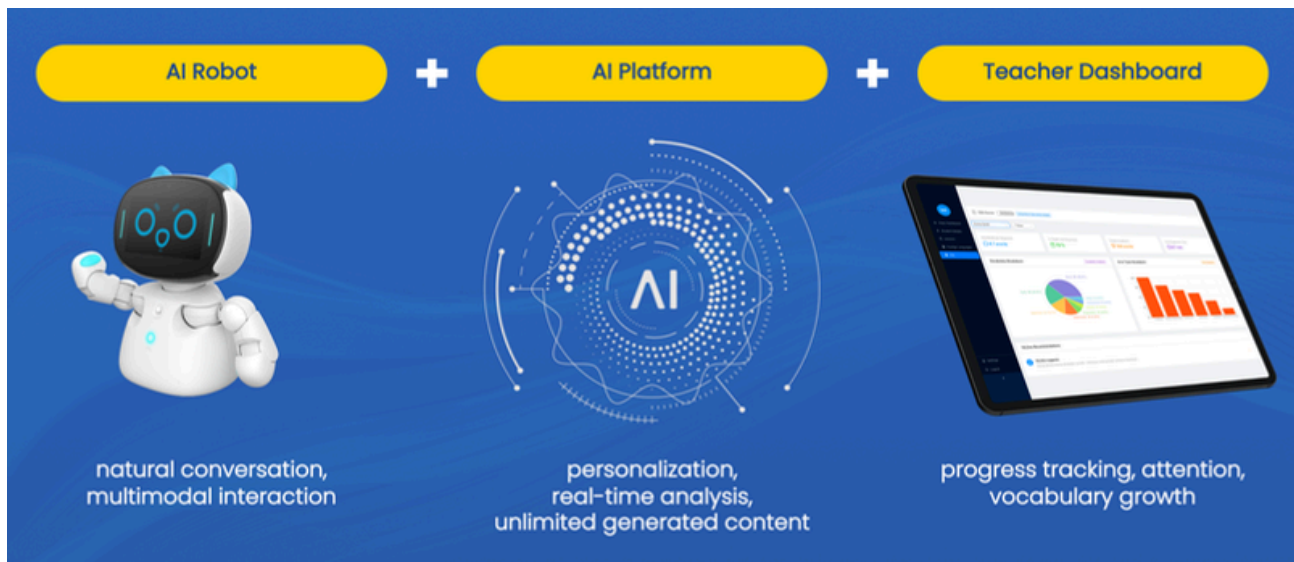 AI Robot
AI Platform
Teacher Dashboard
AI
natural conversation,
multimodal interaction
personalization,
real-time analysis,
unlimited generated content
progress tracking, attention,
vocabulary growth